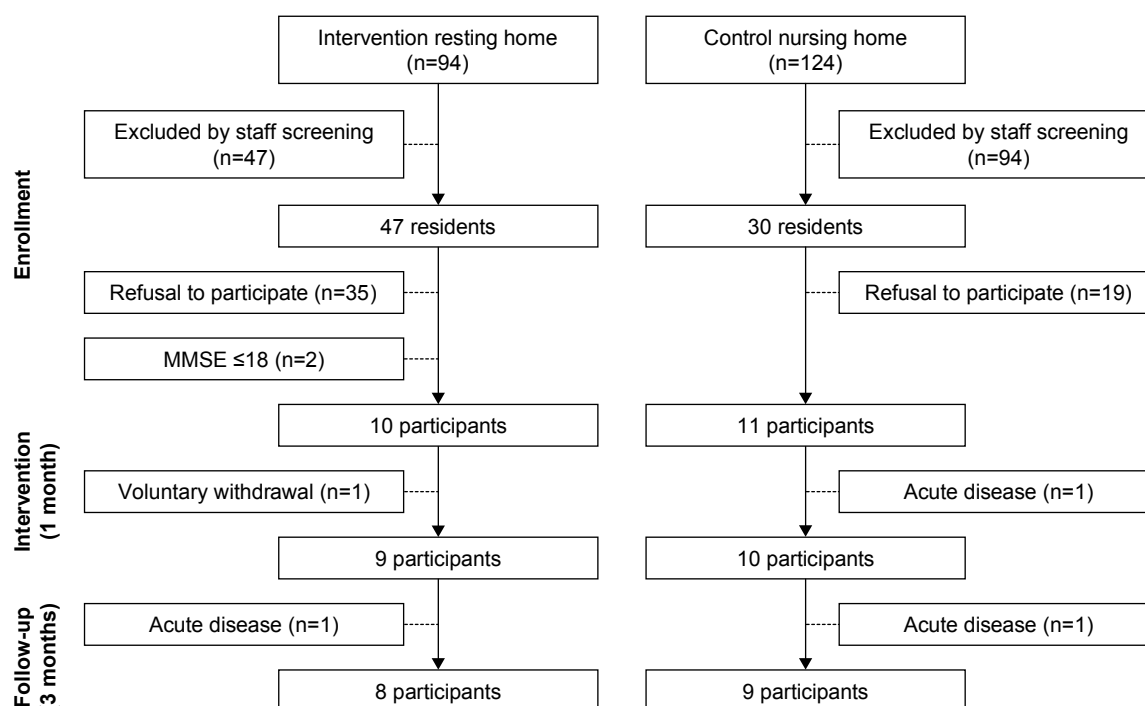 Intervention resting home
(n=94)
Control nursing home
(n=124)
Excluded by staff screening
(n=47)
Excluded by staff screening
(n=94)
Enrollment
47 residents
30 residents
Refusal to participate (n=35)
Refusal to participate (n=19)
MMSE ≤18 (n=2)
10 participants
11 participants
Intervention
(1 month)
Voluntary withdrawal (n=1)
Acute disease (n=1)
9 participants
10 participants
Follow-up
3 months)
Acute disease (n=1)
Acute disease (n=1)
8 participants
9 participants